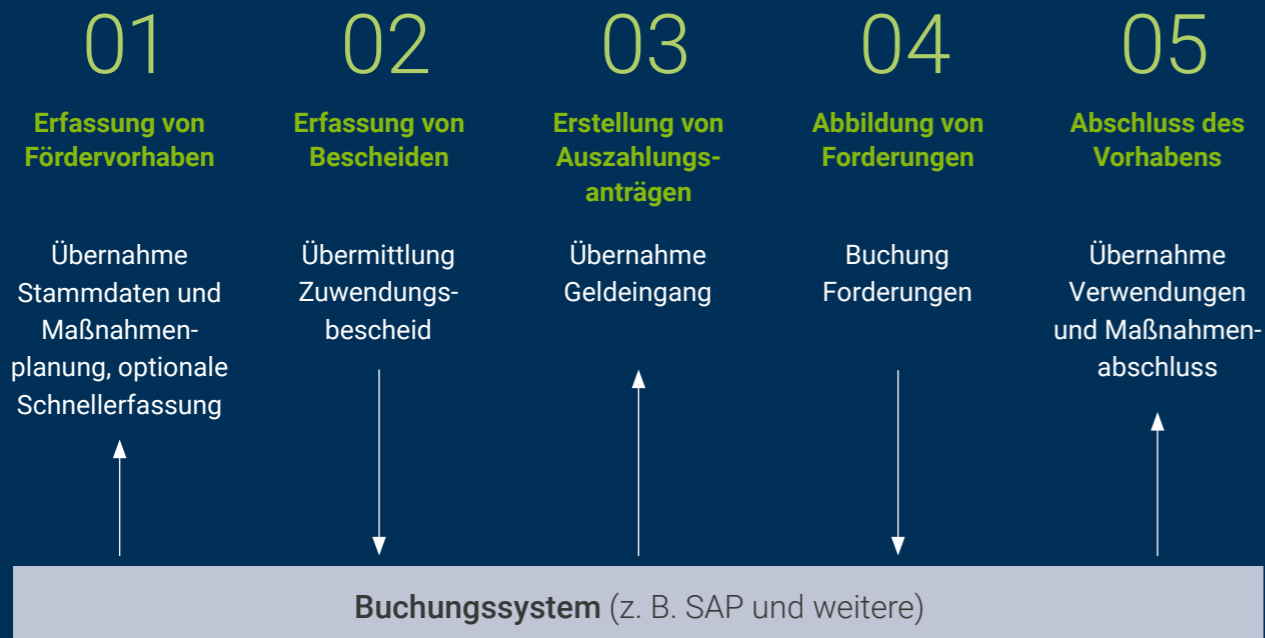 01
Erfassung von
Fördervorhaben
Übernahme
Stammdaten und
Maßnahmen-
planung, optionale
Schnellerfassung
02
Erfassung von
Bescheiden
Übermittlung
Zuwendungs-
bescheid
03
Erstellung von
Auszahlungs-
anträgen
Übernahme
Geldeingang
04
Abbildung von
Forderungen
Buchung
Forderungen
05
Abschluss des
Vorhabens
Übernahme
Verwendungen
und Maßnahmen-
abschluss
Buchungssystem (z. B. SAP und weitere)